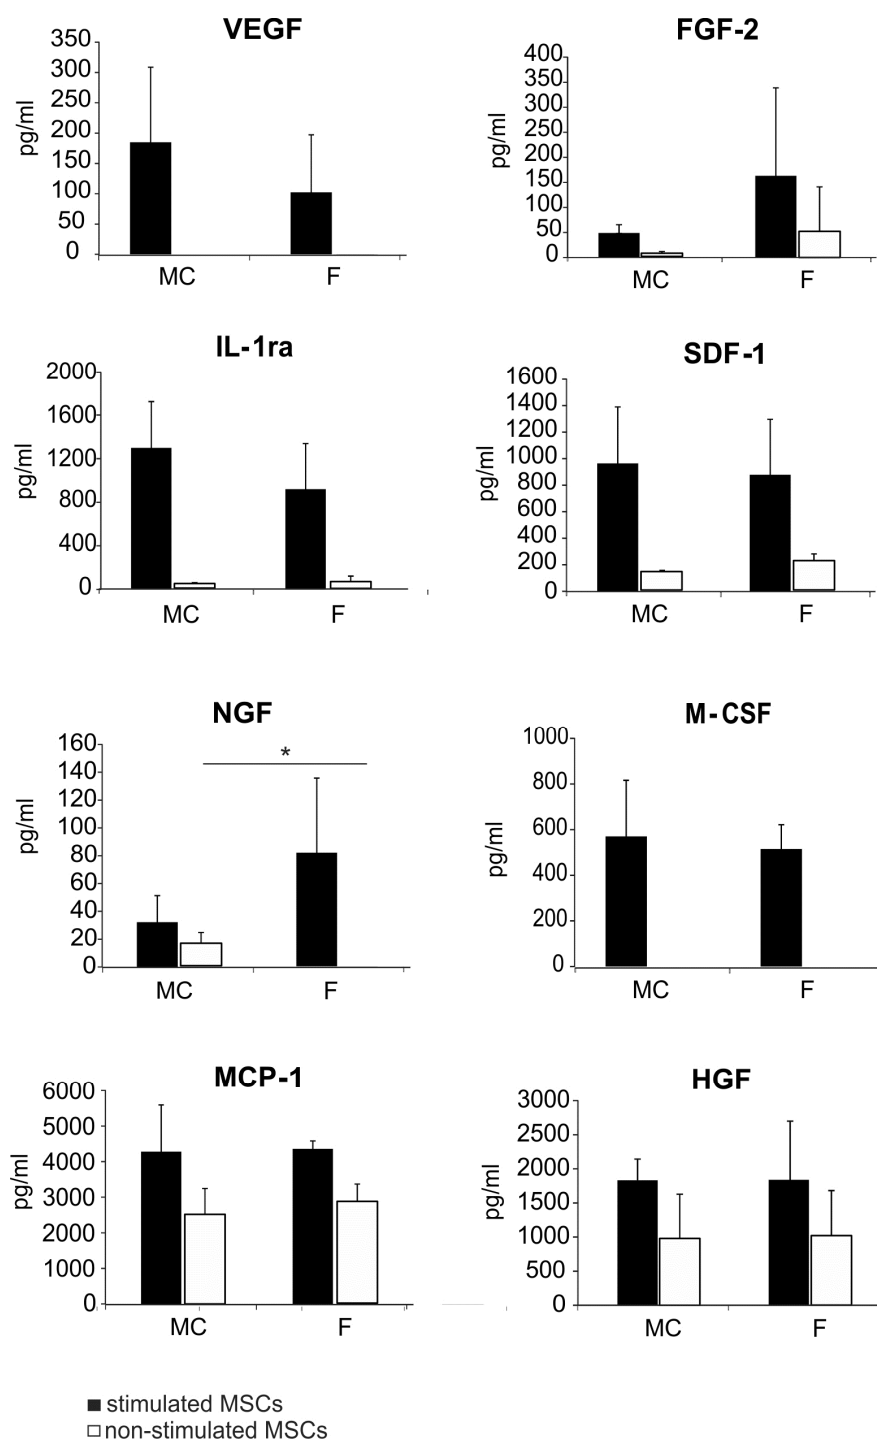 VEGF
350
300
250
200
150
100
50
0
pg/ml
MC
F
FGF-2
400
350
300
250
200
150
100
50
0
pg/ml
MC
F
IL-1ra
2000
1600
1200
800
400
0
pg/ml
MC
F
SDF-1
1600
1400
1200
1000
800
600
400
200
0
pg/ml
MC
F
NGF
160
140
120
100
80
60
40
20
0
pg/ml
*
MC
F
M-CSF
1000
800
600
400
200
0
pg/ml
MC
F
MCP-1
6000
5000
4000
3000
2000
1000
0
pg/ml
MC
F
HGF
3000
2500
2000
1500
1000
500
0
pg/ml
MC
F
stimulated MSCs
non-stimulated MSCs